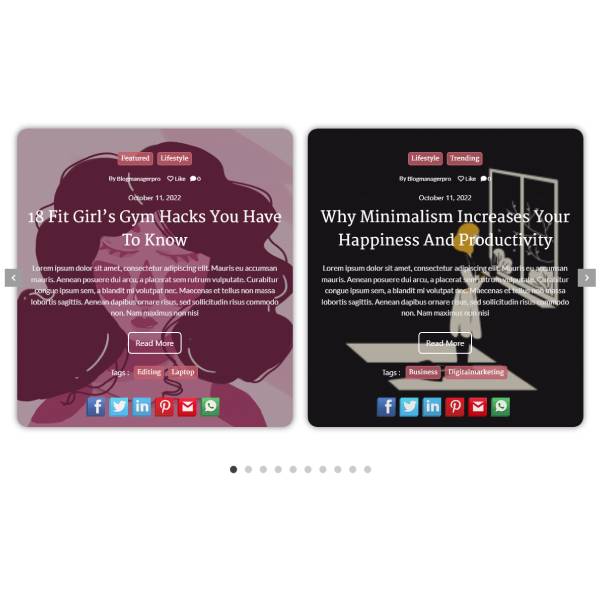 Featured Lifestyle
By Blogmanagerpro Like 0
October 11, 2022
18 Fit Girl's Gym Hacks You Have
To Know
Lorem ipsum dolor sit amet, consectetur adipiscing elit. Mauris eu accumsan
mauris. Aenean posuere dui arcu, a placerat sem rutrum vulputate. Curabitur
congue ipsum sem, a blandit mi volutpat nec. Maecenas et tellus non massa
lobortis sagittis. Aenean dapibus ornare risus, sed sollicitudin risus commodo
non. Nam maximus non nisi
Read More
Tags : Editing Laptop
Lifestyle Trending
By Blogmanagerpro Like 0
October 11, 2022
Why Minimalism Increases Your
Happiness And Productivity
Lorem ipsum dolor sit amet, consectetur adipiscing elit. Mauris eu accumsan
mauris. Aenean posuere dui arcu, a placerat sem rutrum vulputate. Curabitur
congue ipsum sem, a blandit mi volutpat nec. Maecenas et tellus non massa
lobortis sagittis. Aenean dapibus ornare risus, sed sollicitudin risus commodo
non. Nam maximus non nisi
Read More
Tags : Business Digitalmarketing